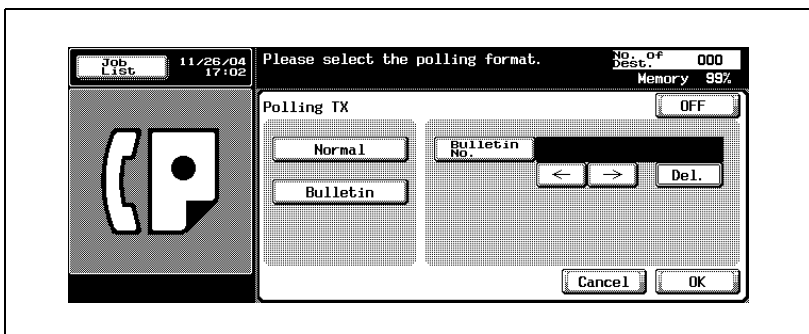 Job List
11/26/04
17:02
Please select the polling format.
No. of Dest. 000
Memory 99%
Polling TX
OFF
Normal
Bulletin No.
← → Del.
Bulletin
Cancel OK